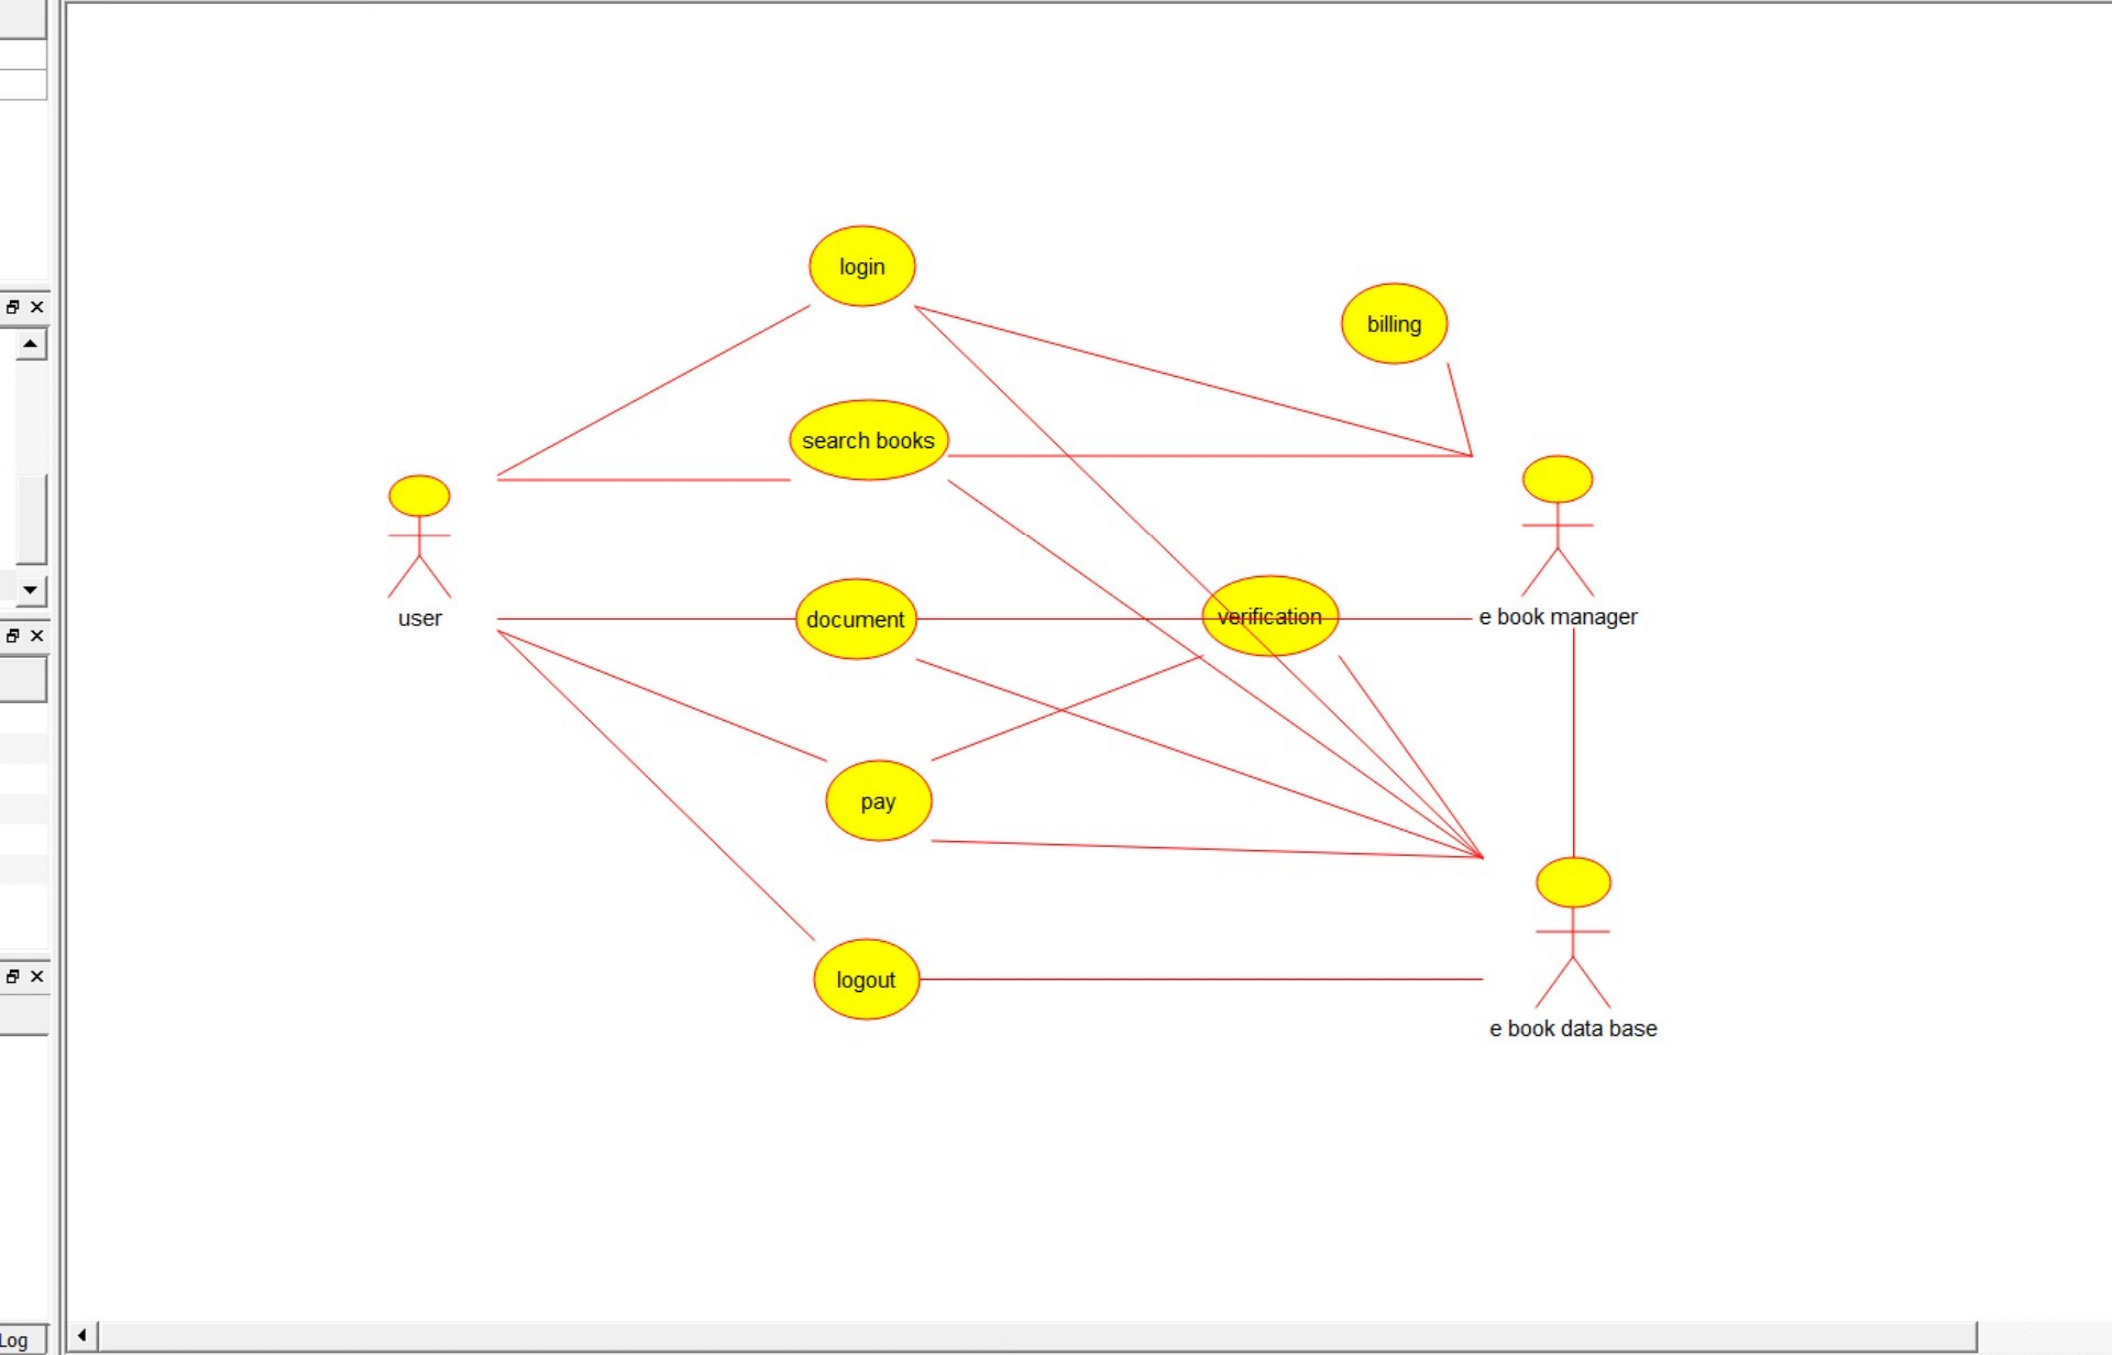 login
billing
search books
user
document
verification
e book manager
pay
logout
e book data base
Log